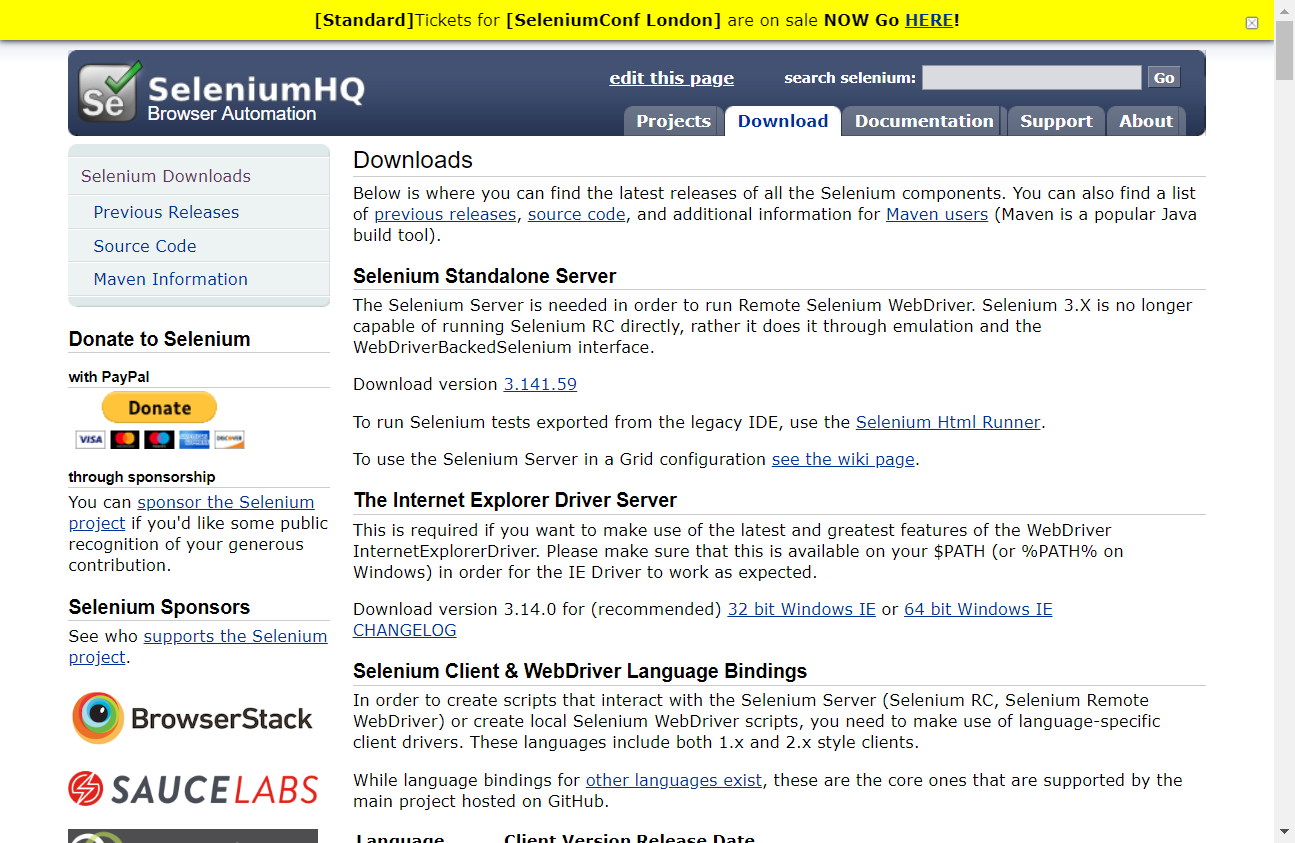 [Standard]Tickets for [SeleniumConf London] are on sale NOW Go HERE!
edit this page
search selenium:
Go
Se
SeleniumHQ
Browser Automation
Projects
Download
Documentation
Support
About
Selenium Downloads
Previous Releases
Source Code
Maven Information
Donate to Selenium
with PayPal
Donate
VISA
DISCOVER
through sponsorship
You can sponsor the Selenium
project if you'd like some public
recognition of your generous
contribution.
Selenium Sponsors
See who supports the Selenium
project.
BrowserStack
SAUCELABS
Downloads
Below is where you can find the latest releases of all the Selenium components. You can also find a list
of previous releases, source code, and additional information for Maven users (Maven is a popular Java
build tool).
Selenium Standalone Server
The Selenium Server is needed in order to run Remote Selenium WebDriver. Selenium 3.X is no longer
capable of running Selenium RC directly, rather it does it through emulation and the
WebDriverBackedSelenium interface.
Download version 3.141.59
To run Selenium tests exported from the legacy IDE, use the Selenium Html Runner.
To use the Selenium Server in a Grid configuration see the wiki page.
The Internet Explorer Driver Server
This is required if you want to make use of the latest and greatest features of the WebDriver
InternetExplorerDriver. Please make sure that this is available on your $PATH (or %PATH% on
Windows) in order for the IE Driver to work as expected.
Download version 3.14.0 for (recommended) 32 bit Windows IE or 64 bit Windows IE
CHANGELOG
Selenium Client & WebDriver Language Bindings
In order to create scripts that interact with the Selenium Server (Selenium RC, Selenium Remote
WebDriver) or create local Selenium WebDriver scripts, you need to make use of language-specific
client drivers. These languages include both 1.x and 2.x style clients.
While language bindings for other languages exist, these are the core ones that are supported by the
main project hosted on GitHub.
Language Client Version Release Date